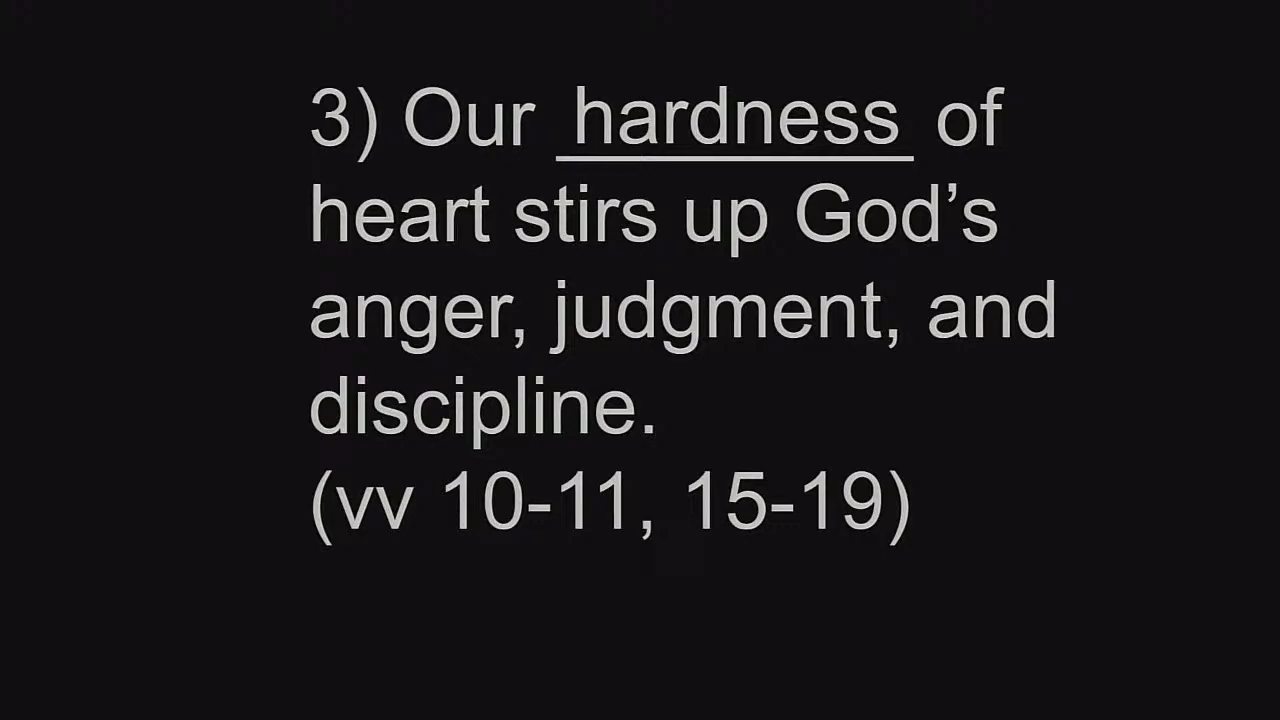 3) Our hardness of
heart stirs up God’s
anger, judgment, and
discipline.
(vv 10-11, 15-19)